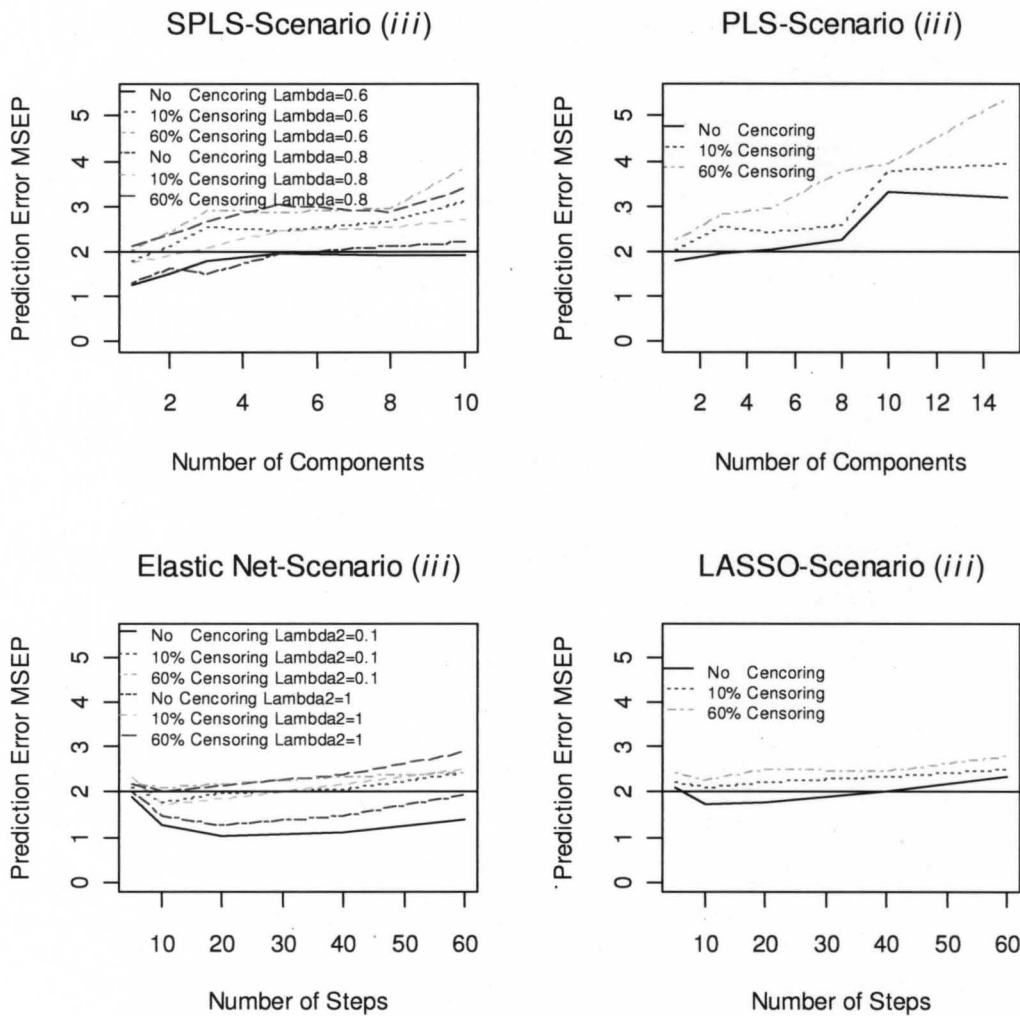 SPLS-Scenario (iii)
Prediction Error MSEP
5
4
3
2
1
0
No Cencoring Lambda=0.6
10% Censoring Lambda=0.6
60% Censoring Lambda=0.6
No Cencoring Lambda=0.8
10% Censoring Lambda=0.8
60% Censoring Lambda=0.8
2 4 6 8 10
Number of Components
PLS-Scenario (iii)
Prediction Error MSEP
5
4
3
2
1
0
No Cencoring
10% Censoring
60% Censoring
2 4 6 8 10 12 14
Number of Components
Elastic Net-Scenario (iii)
Prediction Error MSEP
5
4
3
2
1
0
No Cencoring Lambda2=0.1
10% Censoring Lambda2=0.1
60% Censoring Lambda2=0.1
No Cencoring Lambda2=1
10% Censoring Lambda2=1
60% Censoring Lambda2=1
10 20 30 40 50 60
Number of Steps
LASSO-Scenario (iii)
Prediction Error MSEP
5
4
3
2
1
0
No Cencoring
10% Censoring
60% Censoring
10 20 30 40 50 60
Number of Steps